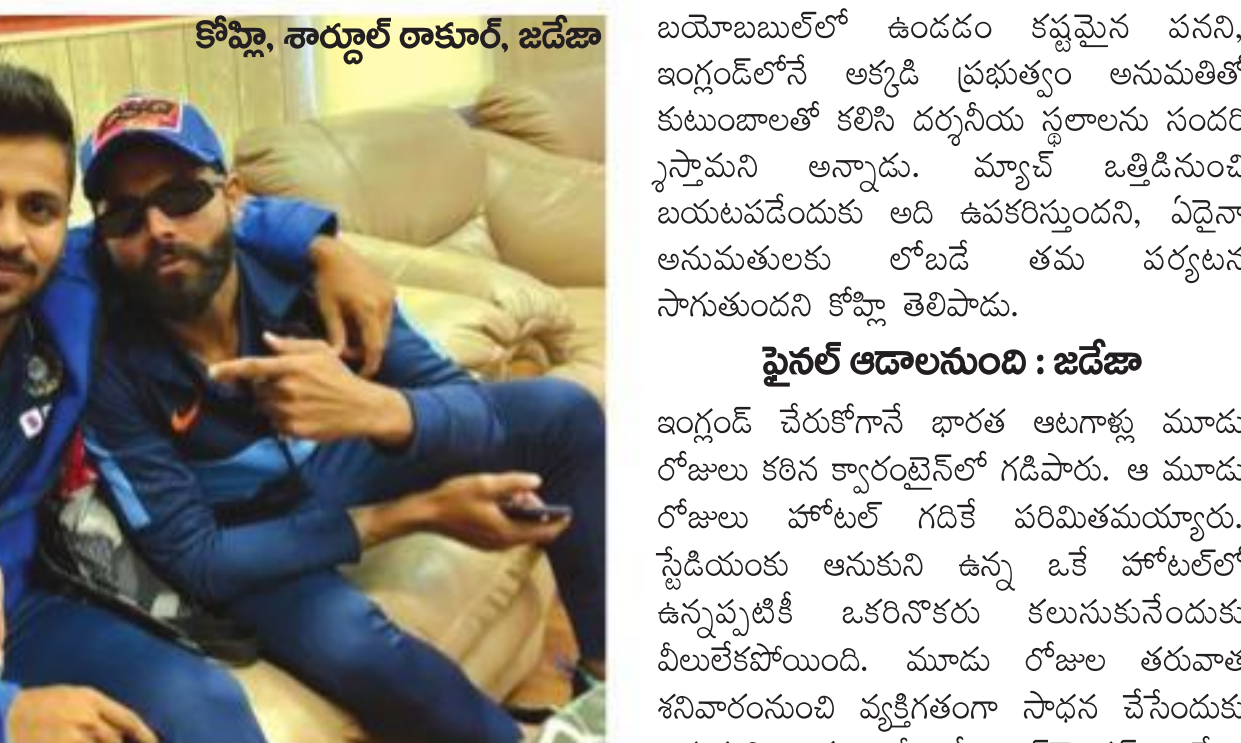 కోహ్లి, శార్దూల్ ఠాకూర్, జడేజా
బయోబబుల్‌లో ఉండడం కష్టమైన పనని,
ఇంగ్లండ్‌లోనే అక్కడి ప్రభుత్వం అనుమతితో
కుటుంబాలతో కలిసి దర్శనీయ స్థలాలను సందరి
్శస్తామని అన్నాడు. మ్యాచ్ ఒత్తిడినుంచి
బయటపడేందుకు అది ఉపకరిస్తుందని, ఏదైనా
అనుమతులకు లోబడే తమ పర్యటన
సాగుతుందని కోహ్లి తెలిపాడు.
ఫైనల్ ఆడాలనుంది : జడేజా
ఇంగ్లండ్ చేరుకోగానే భారత ఆటగాళ్లు మూడు
రోజులు కఠిన క్వారంటైన్‌లో గడిపారు. ఆ మూడు
రోజులు హోటల్ గదికే పరిమితమయ్యారు.
స్టేడియంకు ఆనుకుని ఉన్న ఒకే హోటల్‌లో
ఉన్నప్పటికీ ఒకరినొకరు కలుసుకునేందుకు
వీలులేకపోయింది. మూడు రోజుల తరువాత
శనివారంనుంచి వ్యక్తిగతంగా సాధన చేసేందుకు